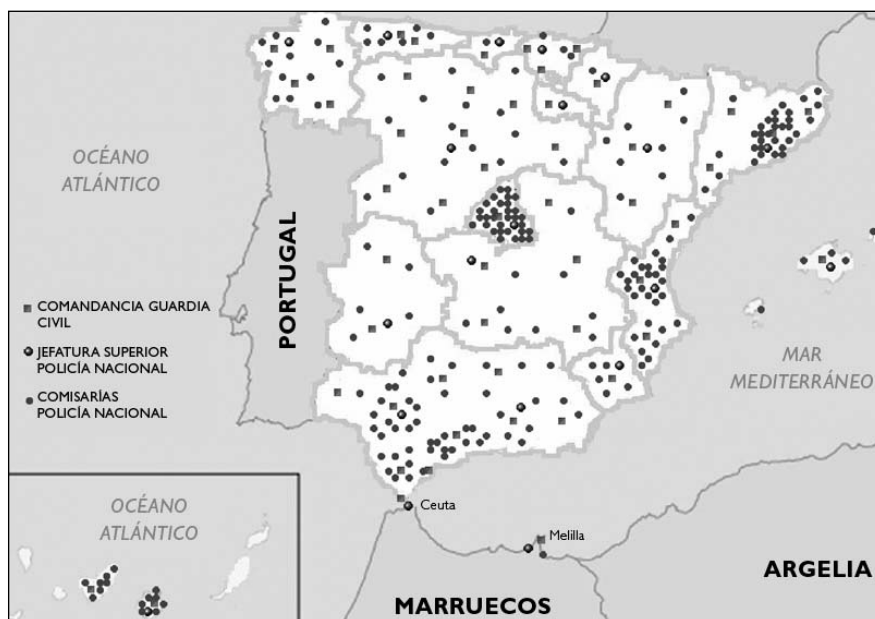 OCÉANO
ATLÁNTICO
PORTUGAL
COMANDANCIA GUARDIA
CIVIL
JEFATURA SUPERIOR
POLICÍA NACIONAL
COMISARÍAS
POLICÍA NACIONAL
MAR
MEDITERRÁNEO
OCÉANO
ATLÁNTICO
Ceuta
Melilla
ARGELIA
MARRUECOS